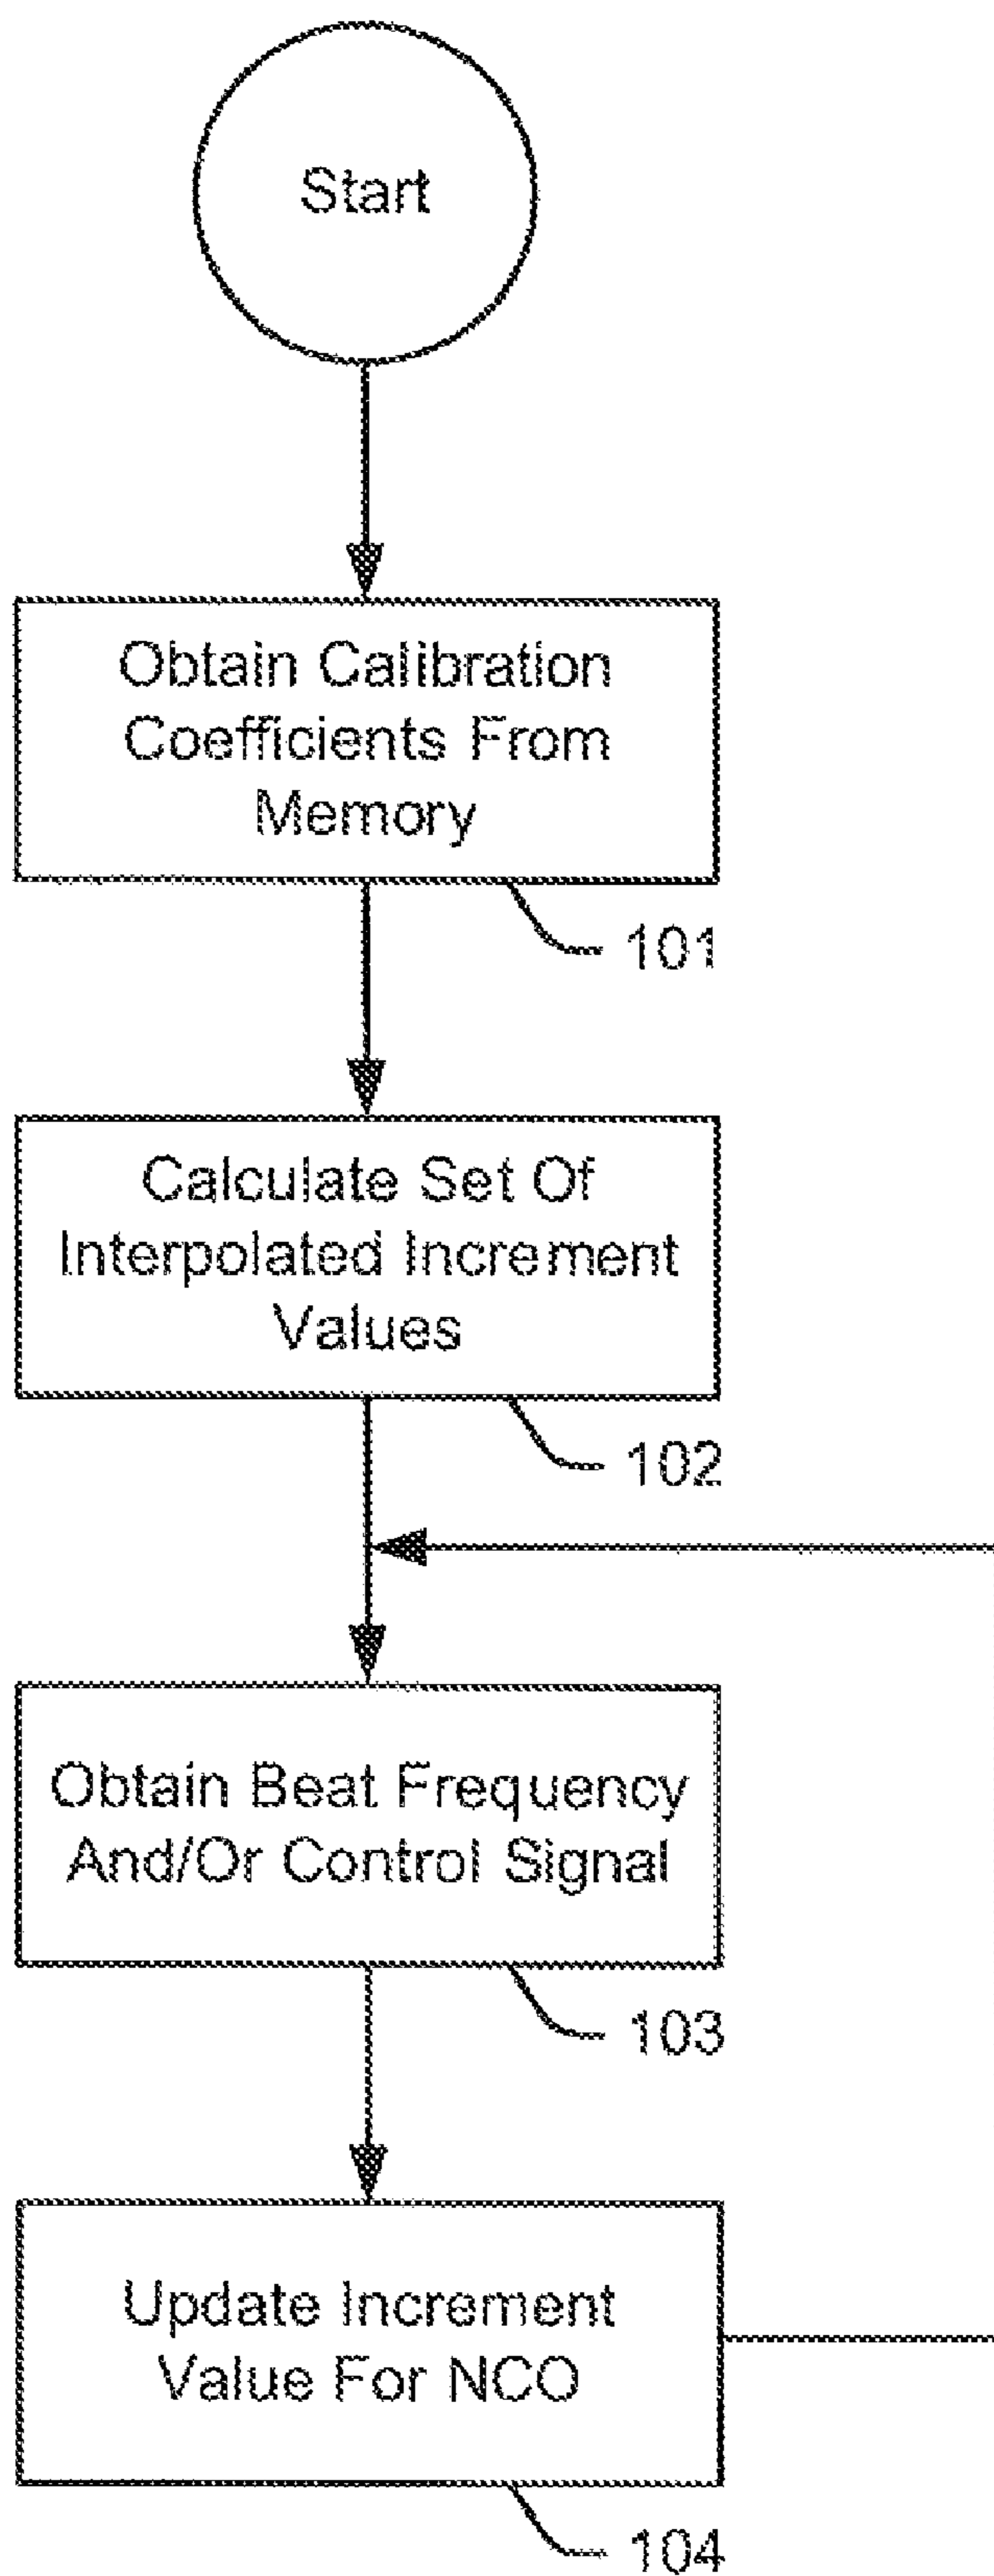 Start
Obtain Calibration
Coefficients From
Memory
101
Calculate Set Of
Interpolated Increment
Values
102
Obtain Beat Frequency
And/Or Control Signal
103
Update Increment
Value For NCO
104